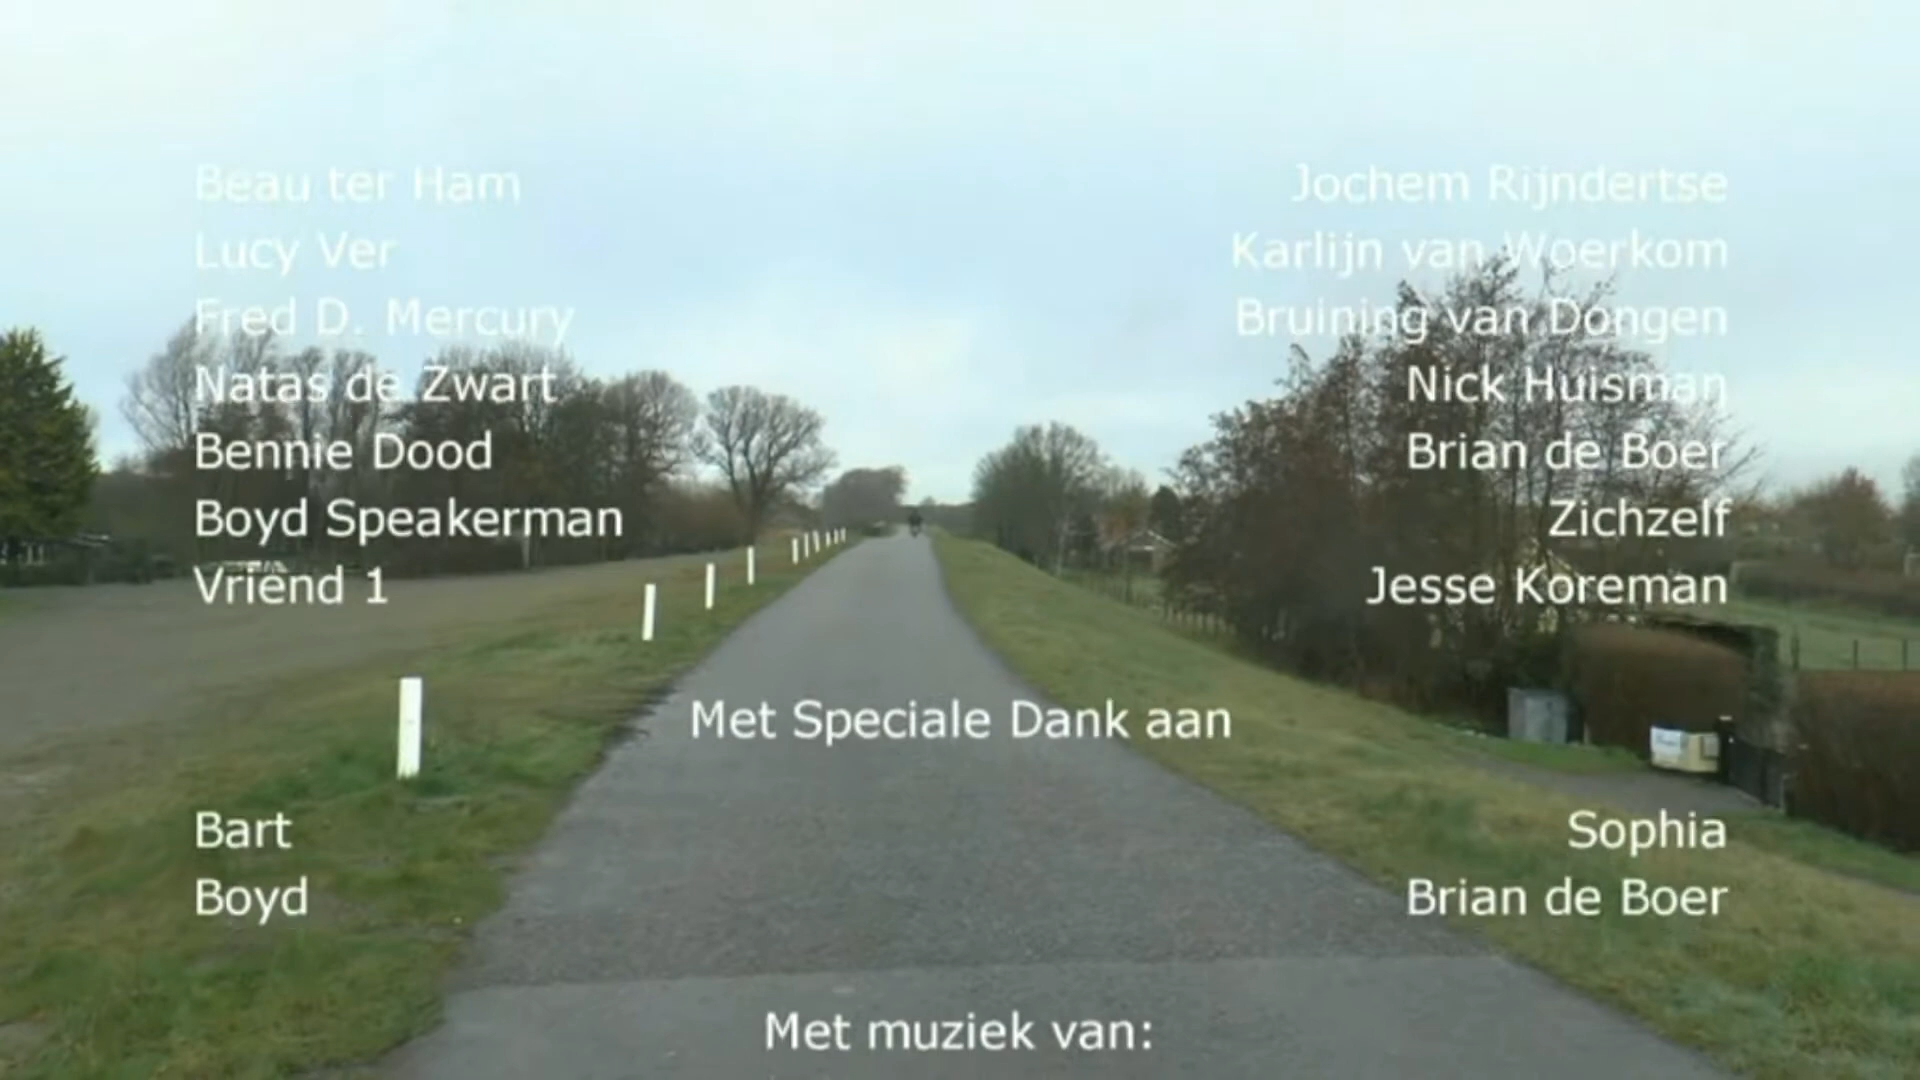 Beau ter Ham Jochem Rijndertse
Lucy Ver Karlijn van Woerkom
Fred D. Mercury Bruining van Dongen
Natas de Zwart Nick Huisman
Bennie Dood Brian de Boer
Boyd Speakerman Zichzelf
Vriend 1 Jesse Koreman
Met Speciale Dank aan
Bart Sophia
Boyd Brian de Boer
Met muziek van: